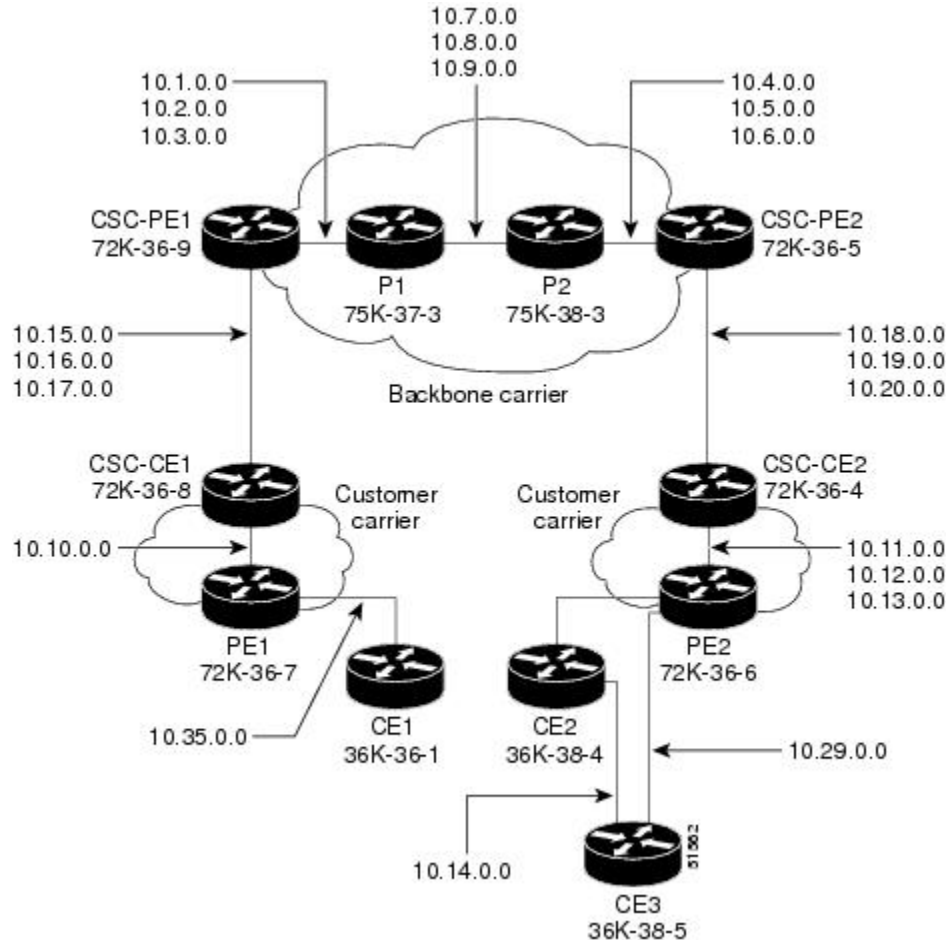 10.7.0.0
10.8.0.0
10.9.0.0
10.1.0.0
10.2.0.0
10.3.0.0
10.4.0.0
10.5.0.0
10.6.0.0
CSC-PE1
72K-36-9
P1
75K-37-3
P2
75K-38-3
CSC-PE2
72K-36-5
10.15.0.0
10.16.0.0
10.17.0.0
10.18.0.0
10.19.0.0
10.20.0.0
Backbone carrier
CSC-CE1
72K-36-8
Customer
carrier
Customer
carrier
CSC-CE2
72K-36-4
10.10.0.0
10.11.0.0
10.12.0.0
10.13.0.0
PE1
72K-36-7
PE2
72K-36-6
CE1
36K-36-1
CE2
36K-38-4
10.35.0.0
10.29.0.0
10.14.0.0
CE3
36K-38-5
51562